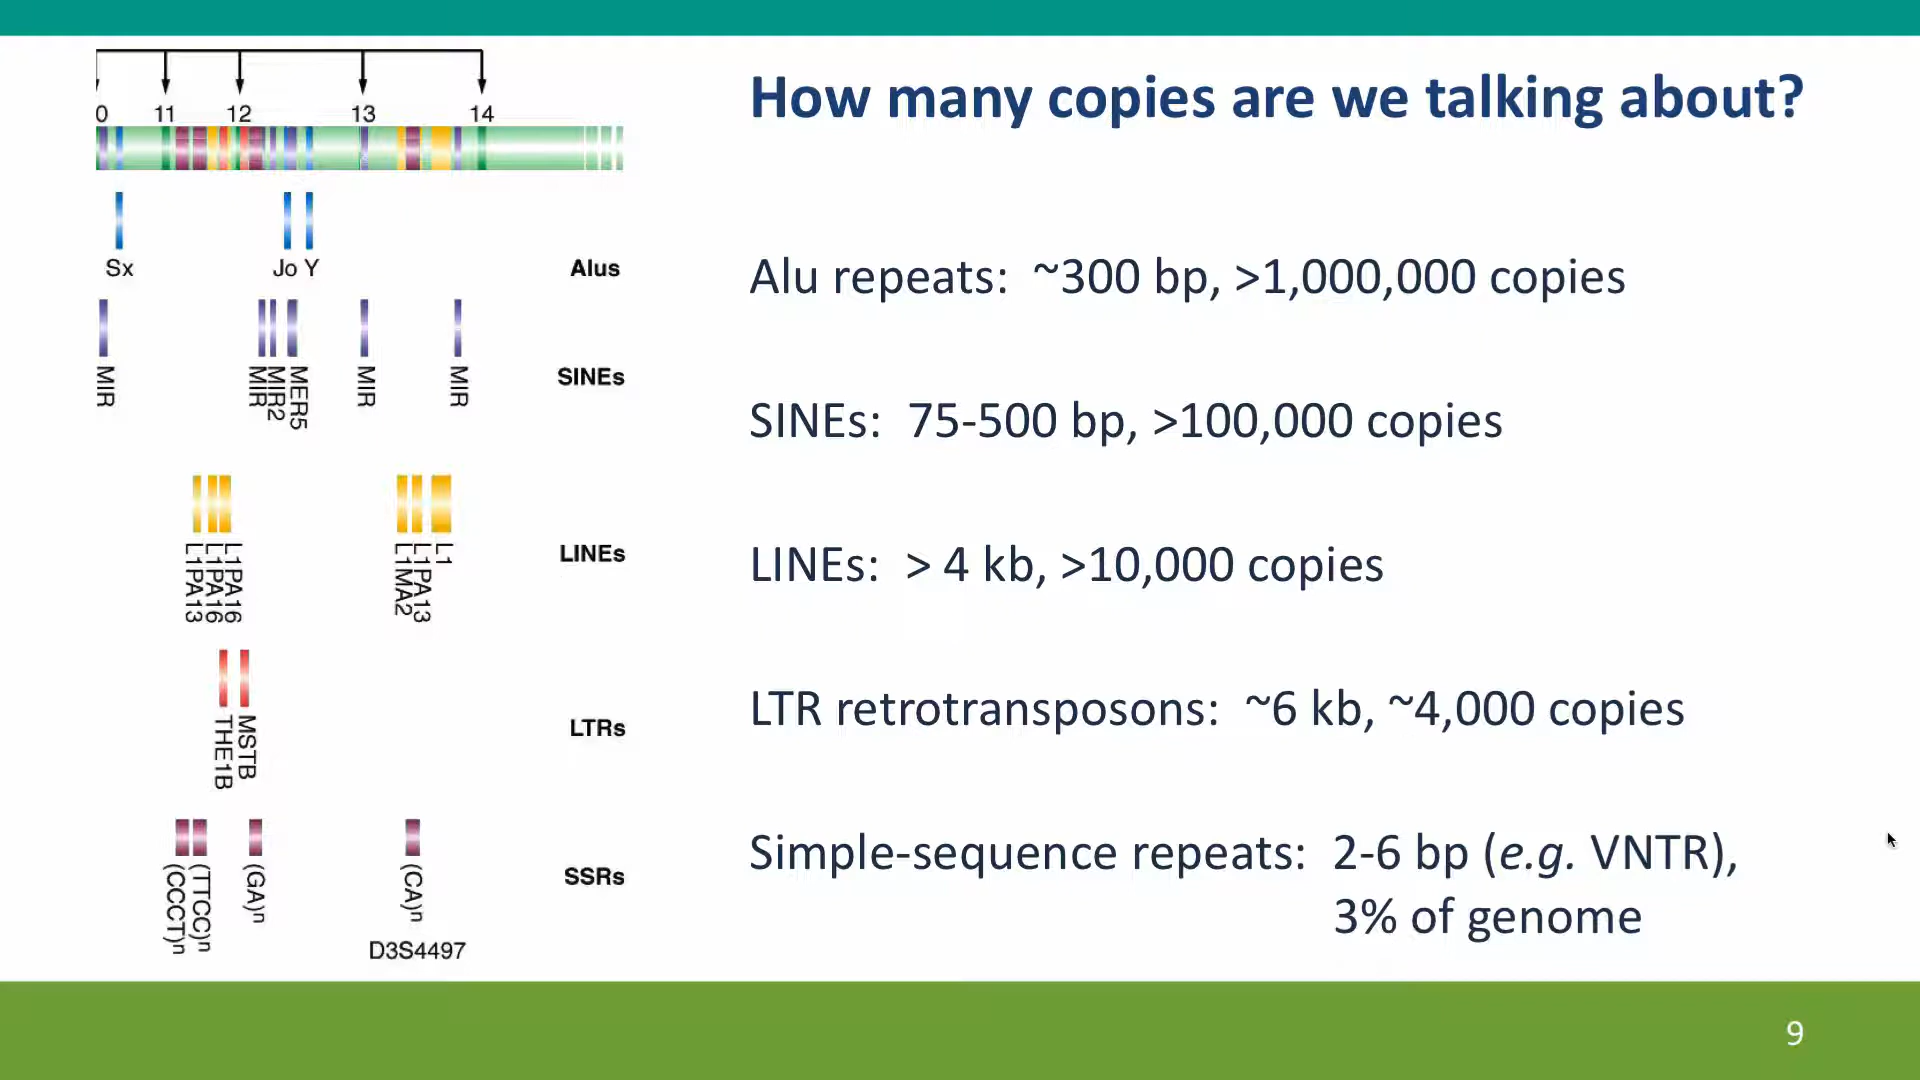 0 11 12 13 14
Sx Jo Y Alus
MIR MIR MIR2 MER5 MIR MIR SINEs
L1PA13 L1PA16 L1PA16 L1MA2 L1PA13 L1 LINEs
THE1B MSTB LTRs
(CCCT)n (TTCC)n (GA)n (CA)n SSRs
D3S4497
How many copies are we talking about?
Alu repeats: ~300 bp, >1,000,000 copies
SINEs: 75-500 bp, >100,000 copies
LINEs: > 4 kb, >10,000 copies
LTR retrotransposons: ~6 kb, ~4,000 copies
Simple-sequence repeats: 2-6 bp (e.g. VNTR),
3% of genome
9